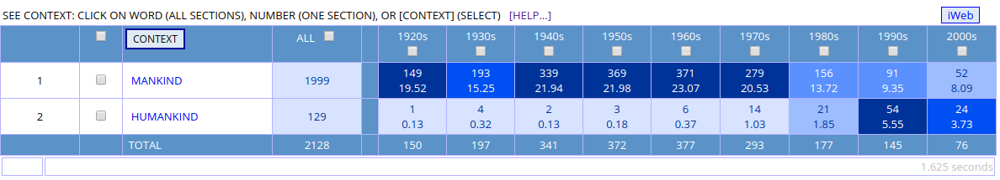 SEE CONTEXT: CLICK ON WORD (ALL SECTIONS), NUMBER (ONE SECTION), OR [CONTEXT] (SELECT) [HELP...] iWeb
CONTEXT ALL 1920s 1930s 1940s 1950s 1960s 1970s 1980s 1990s 2000s
1 MANKIND 1999 149 193 339 369 371 279 156 91 52
19.52 15.25 21.94 21.98 23.07 20.53 13.72 9.35 8.09
2 HUMANKIND 129 1 4 2 3 6 14 21 54 24
0.13 0.32 0.13 0.18 0.37 1.03 1.85 5.55 3.73
TOTAL 2128 150 197 341 372 377 293 177 145 76
1.625 seconds